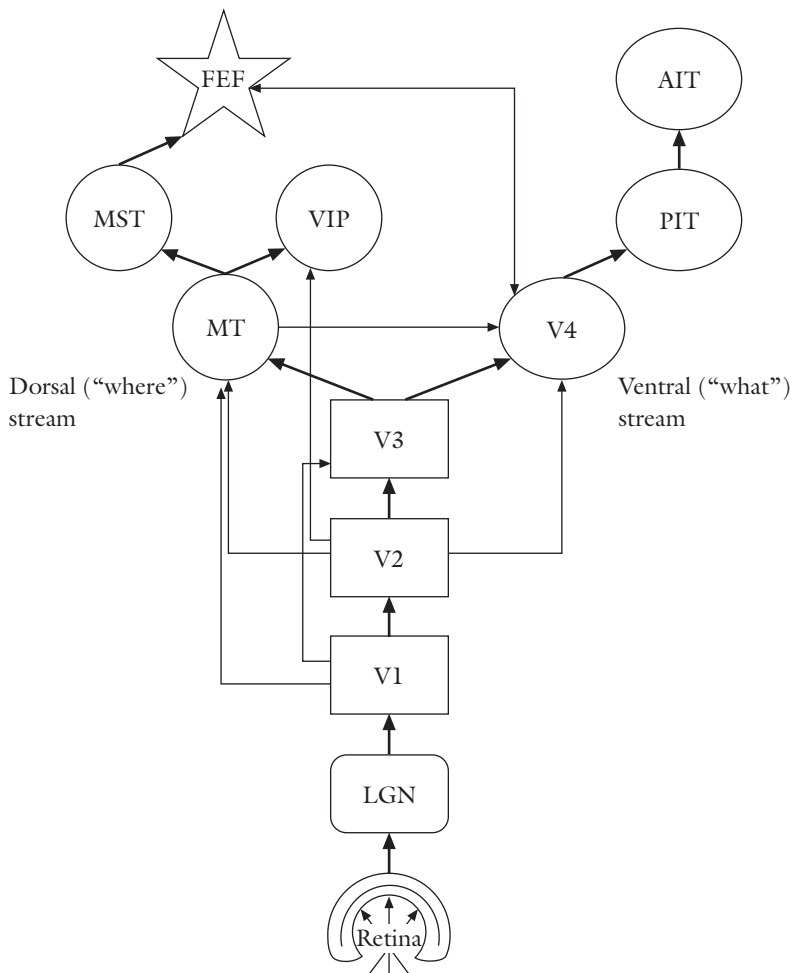 FEF
AIT
MST
VIP
PIT
MT
V4
Dorsal (“where”)
stream
Ventral (“what”)
stream
V3
V2
V1
LGN
Retina